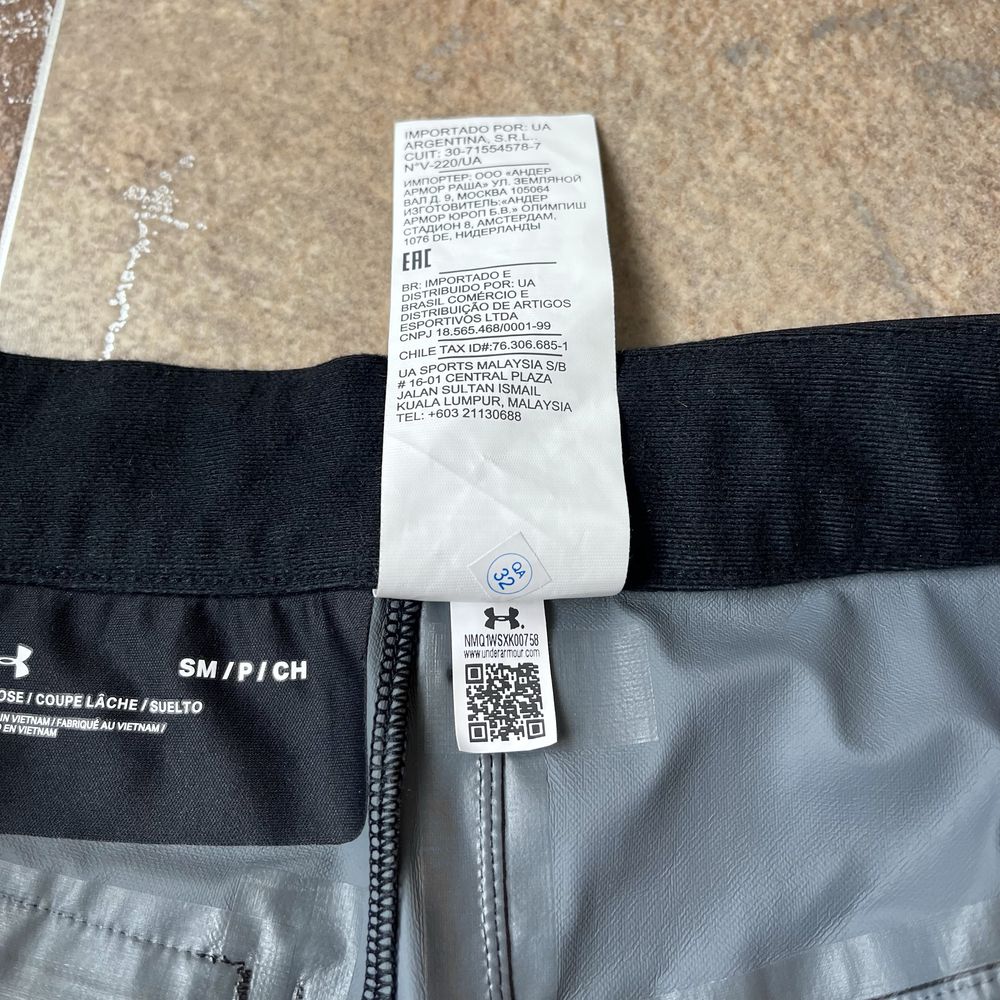 IMPORTADO POR: UA
ARGENTINA, S.R.L..
CUIT: 30-71554578-7
N°V-220/UA
ИМПОРТЕР: ООО «АНДЕР
АРМОР РАША» УЛ. ЗЕМЛЯНОЙ
ВАЛ Д. 9, МОСКВА 105064
ИЗГОТОВИТЕЛЬ:«АНДЕР
АРМОР ЮРОП Б.В.» ОЛИМПИШ
СТАДИОН 8, АМСТЕРДАМ,
1076 DE, НИДЕРЛАНДЫ
EAC
BR: IMPORTADO E
DISTRIBUIDO POR: UA
BRASIL COMÉRCIO E
DISTRIBUIÇÃO DE ARTIGOS
ESPORTIVOS LTDA
CNPJ 18.565.468/0001-99
CHILE TAX ID#:76.306.685-1
UA SPORTS MALAYSIA S/B
# 16-01 CENTRAL PLAZA
JALAN SULTAN ISMAIL
KUALA LUMPUR, MALAYSIA
TEL: +603 21130688
QA
32
NMQ1WSXK00758
www.underarmour.com
SM / P / CH
OSE / COUPE LÂCHE / SUELTO
IN VIETNAM / FABRIQUÉ AU VIETNAM /
EN VIETNAM